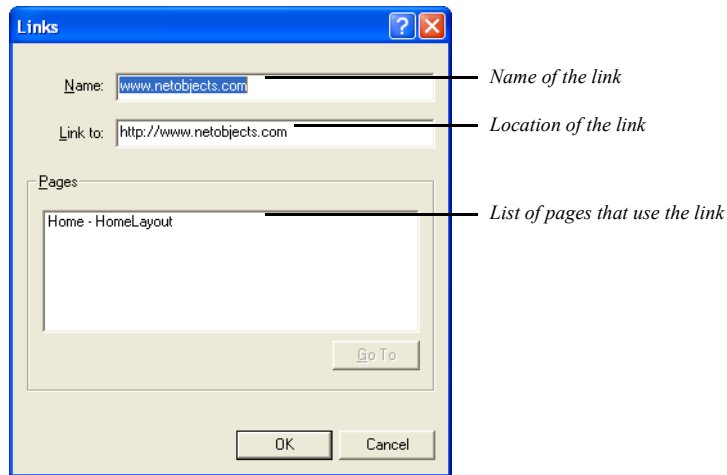 Links
Name: www.netobjects.com
Name of the link
Link to: http://www.netobjects.com
Location of the link
Pages
Home - HomeLayout
List of pages that use the link
Go To
OK Cancel